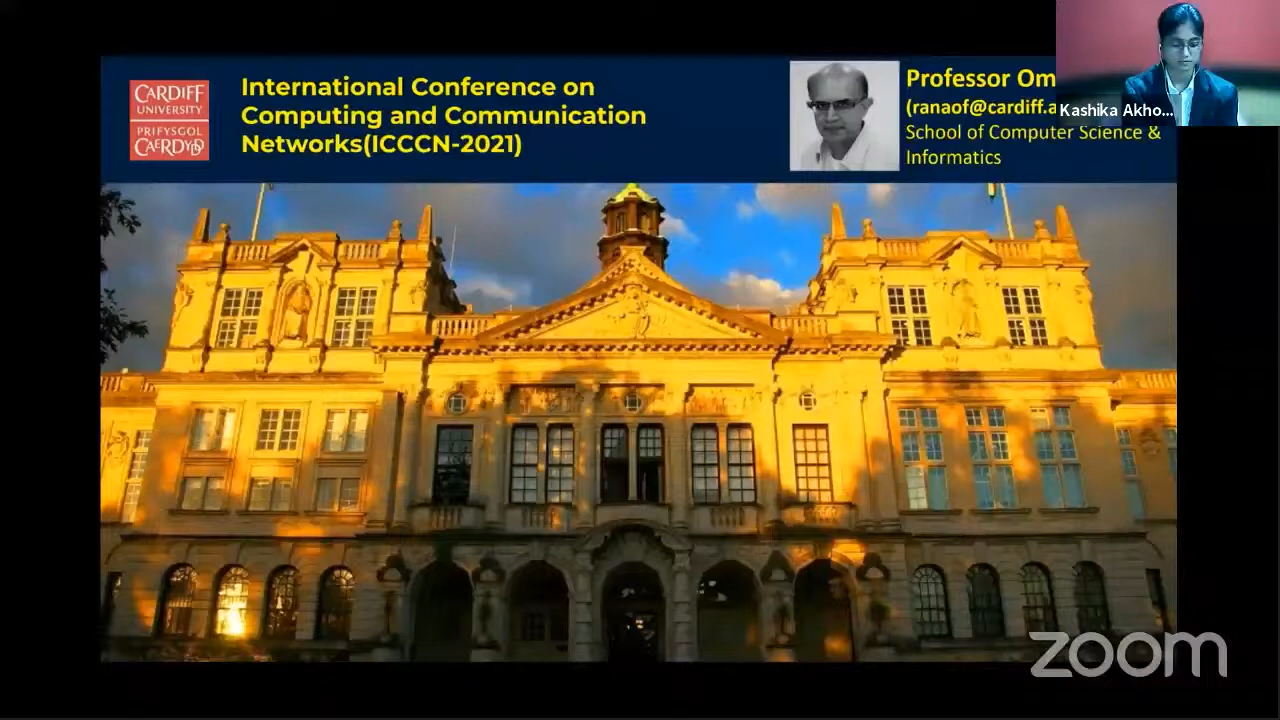 CARDIFF
UNIVERSITY
PRIFYSGOL
CAERDYDD
International Conference on
Computing and Communication
Networks(ICCCN-2021)
Professor Om
(ranaof@cardiff.a
School of Computer Science &
Informatics
Kashika Akho...
zoom